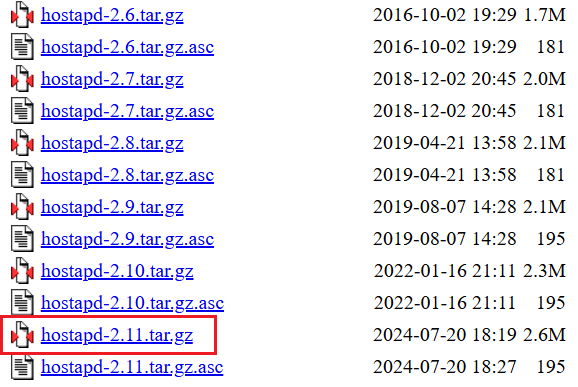 hostapd-2.6.tar.gz 2016-10-02 19:29 1.7M
hostapd-2.6.tar.gz.asc 2016-10-02 19:29 181
hostapd-2.7.tar.gz 2018-12-02 20:45 2.0M
hostapd-2.7.tar.gz.asc 2018-12-02 20:45 181
hostapd-2.8.tar.gz 2019-04-21 13:58 2.1M
hostapd-2.8.tar.gz.asc 2019-04-21 13:58 181
hostapd-2.9.tar.gz 2019-08-07 14:28 2.1M
hostapd-2.9.tar.gz.asc 2019-08-07 14:28 195
hostapd-2.10.tar.gz 2022-01-16 21:11 2.3M
hostapd-2.10.tar.gz.asc 2022-01-16 21:11 195
hostapd-2.11.tar.gz 2024-07-20 18:19 2.6M
hostapd-2.11.tar.gz.asc 2024-07-20 18:27 195